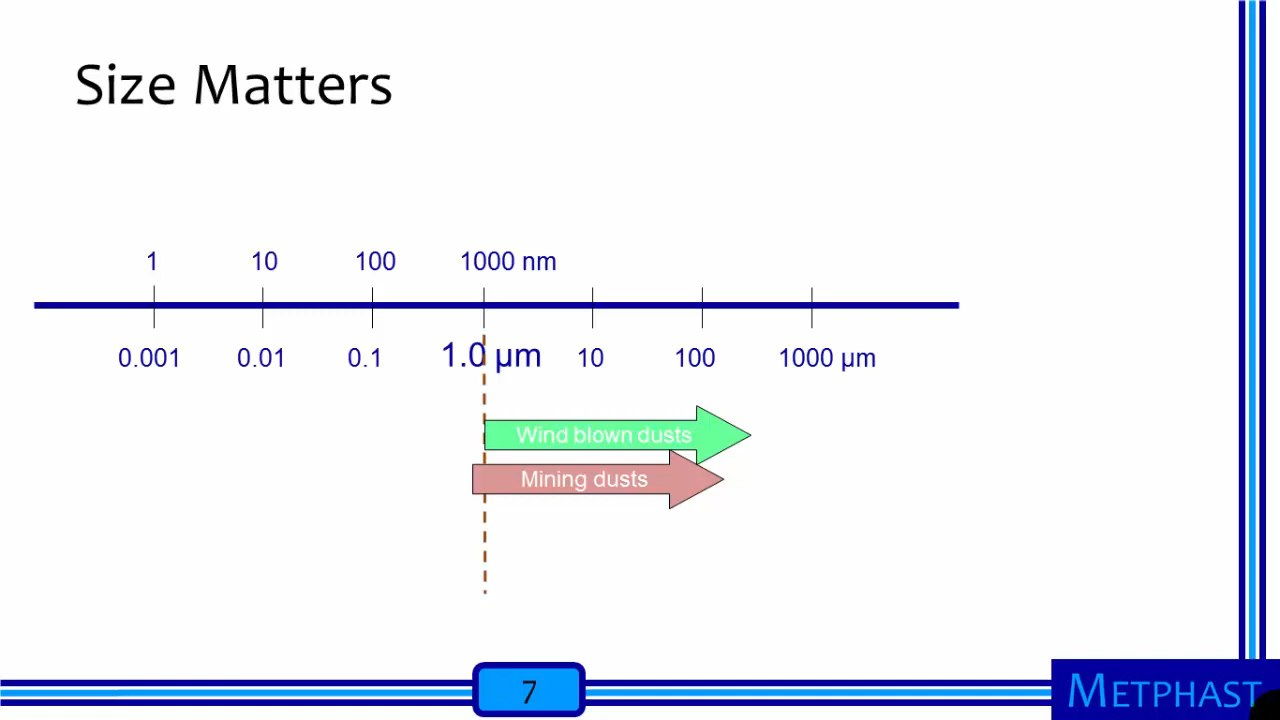 Size Matters
1 10 100 1000 nm
0.001 0.01 0.1 1.0 µm 10 100 1000 µm
Wind blown dusts
Mining dusts
7
METPHAST